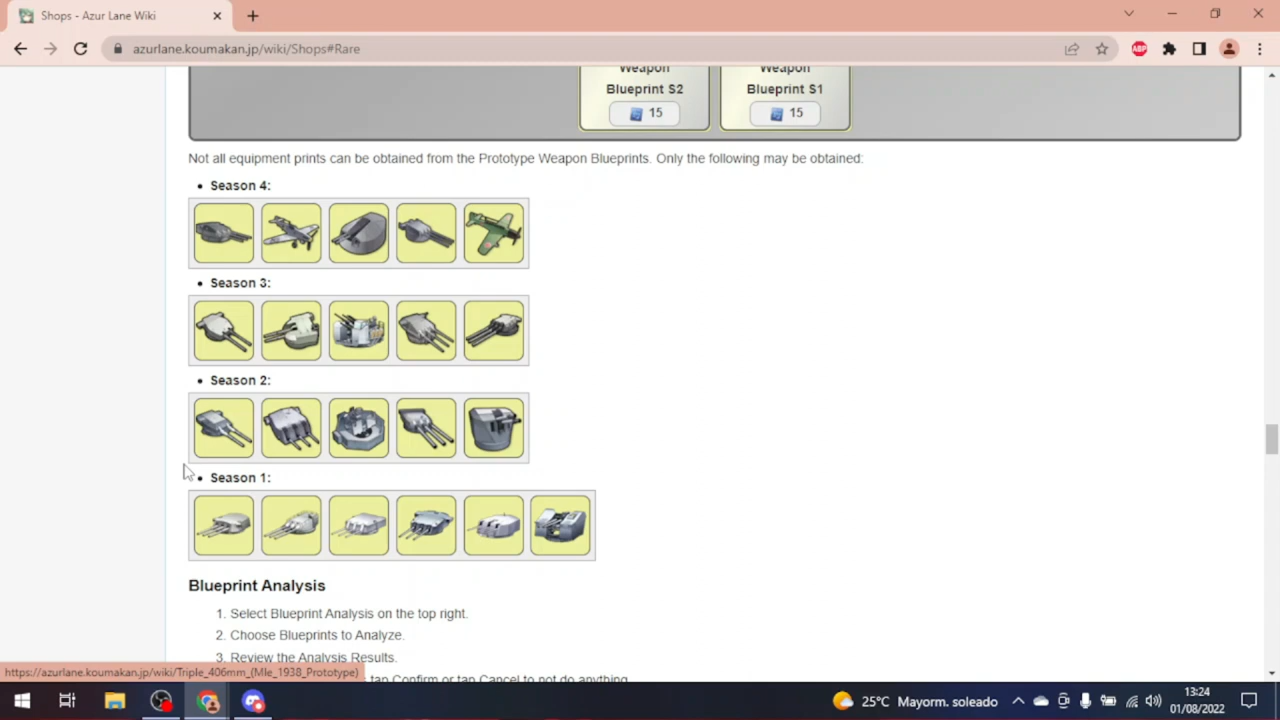 Shops - Azur Lane Wiki
azurlane.koumakan.jp/wiki/Shops#Rare
ABP
Weapon Weapon
Blueprint S2 Blueprint S1
15 15
Not all equipment prints can be obtained from the Prototype Weapon Blueprints. Only the following may be obtained:
• Season 4:
• Season 3:
• Season 2:
• Season 1:
Blueprint Analysis
1. Select Blueprint Analysis on the top right.
2. Choose Blueprints to Analyze.
3. Review the Analysis Results.
tap Confirm or tap Cancel to not do anything
https://azurlane.koumakan.jp/wiki/Triple_406mm_(Mle_1938_Prototype)
25°C Mayorm. soleado
13:24
01/08/2022